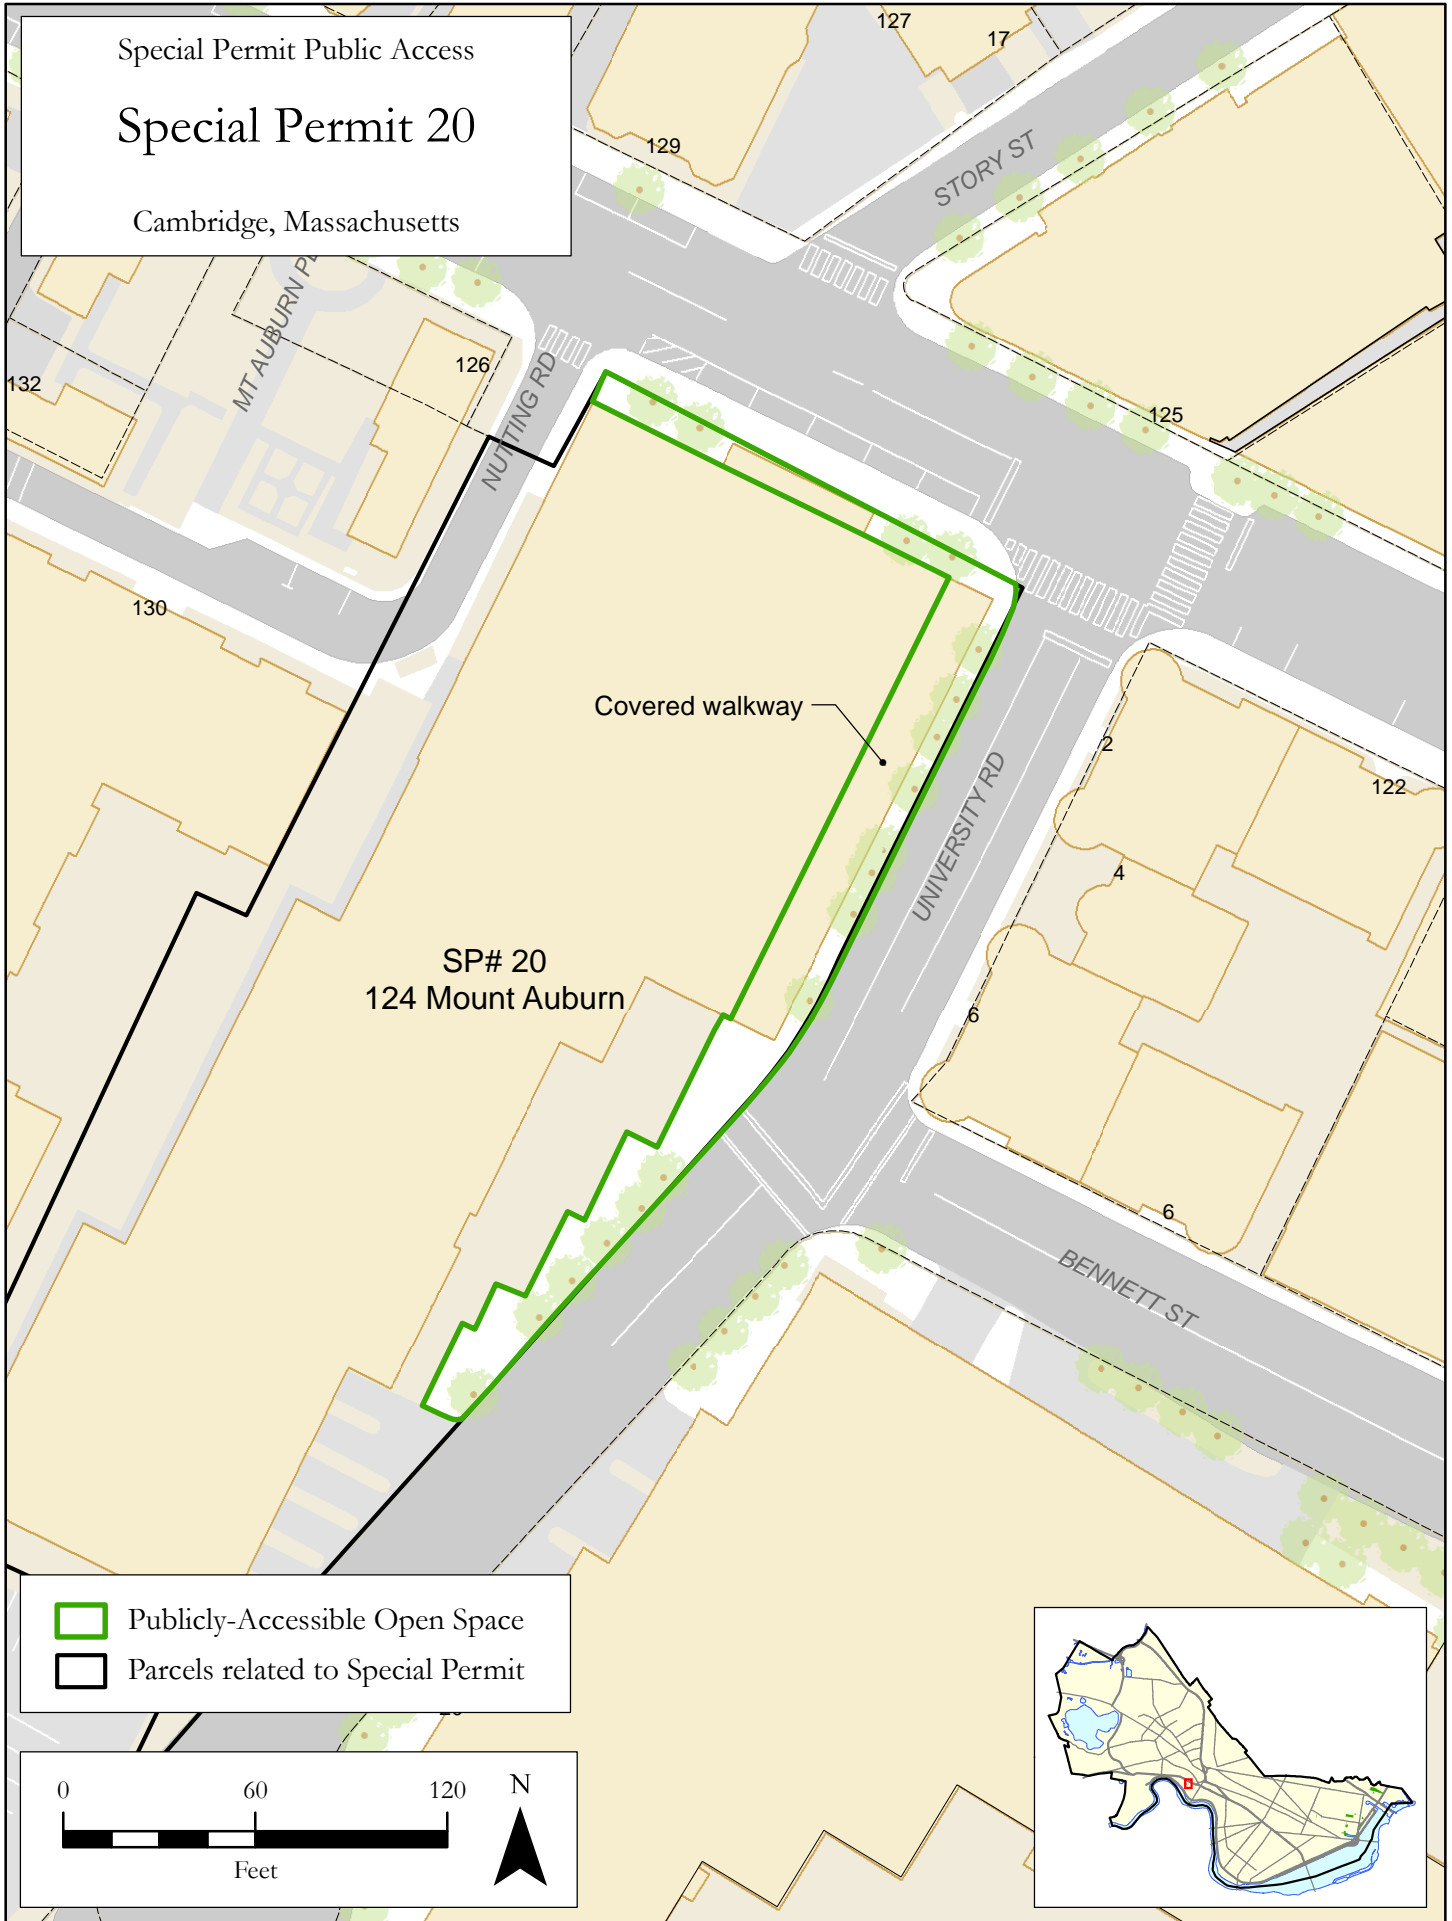 Special Permit Public Access
Special Permit 20
Cambridge, Massachusetts
127
17
129
STORY ST
MT AUBURN
132
126
NUTTING RD
125
130
Covered walkway
2
122
UNIVERSITY RD
4
SP# 20
124 Mount Auburn
6
6
BENNETT ST
Publicly-Accessible Open Space
Parcels related to Special Permit
0 60 120
Feet
N